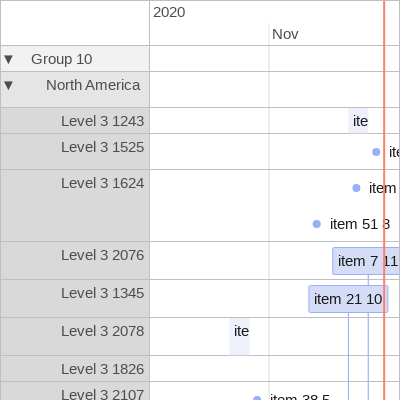 2020
Nov
▼ Group 10
▼ North America
Level 3 1243 ite
Level 3 1525 ite
Level 3 1624 item
item 51 8
Level 3 2076 item 7 11
Level 3 1345 item 21 10
Level 3 2078 ite
Level 3 1826
Level 3 2107 item 38 5